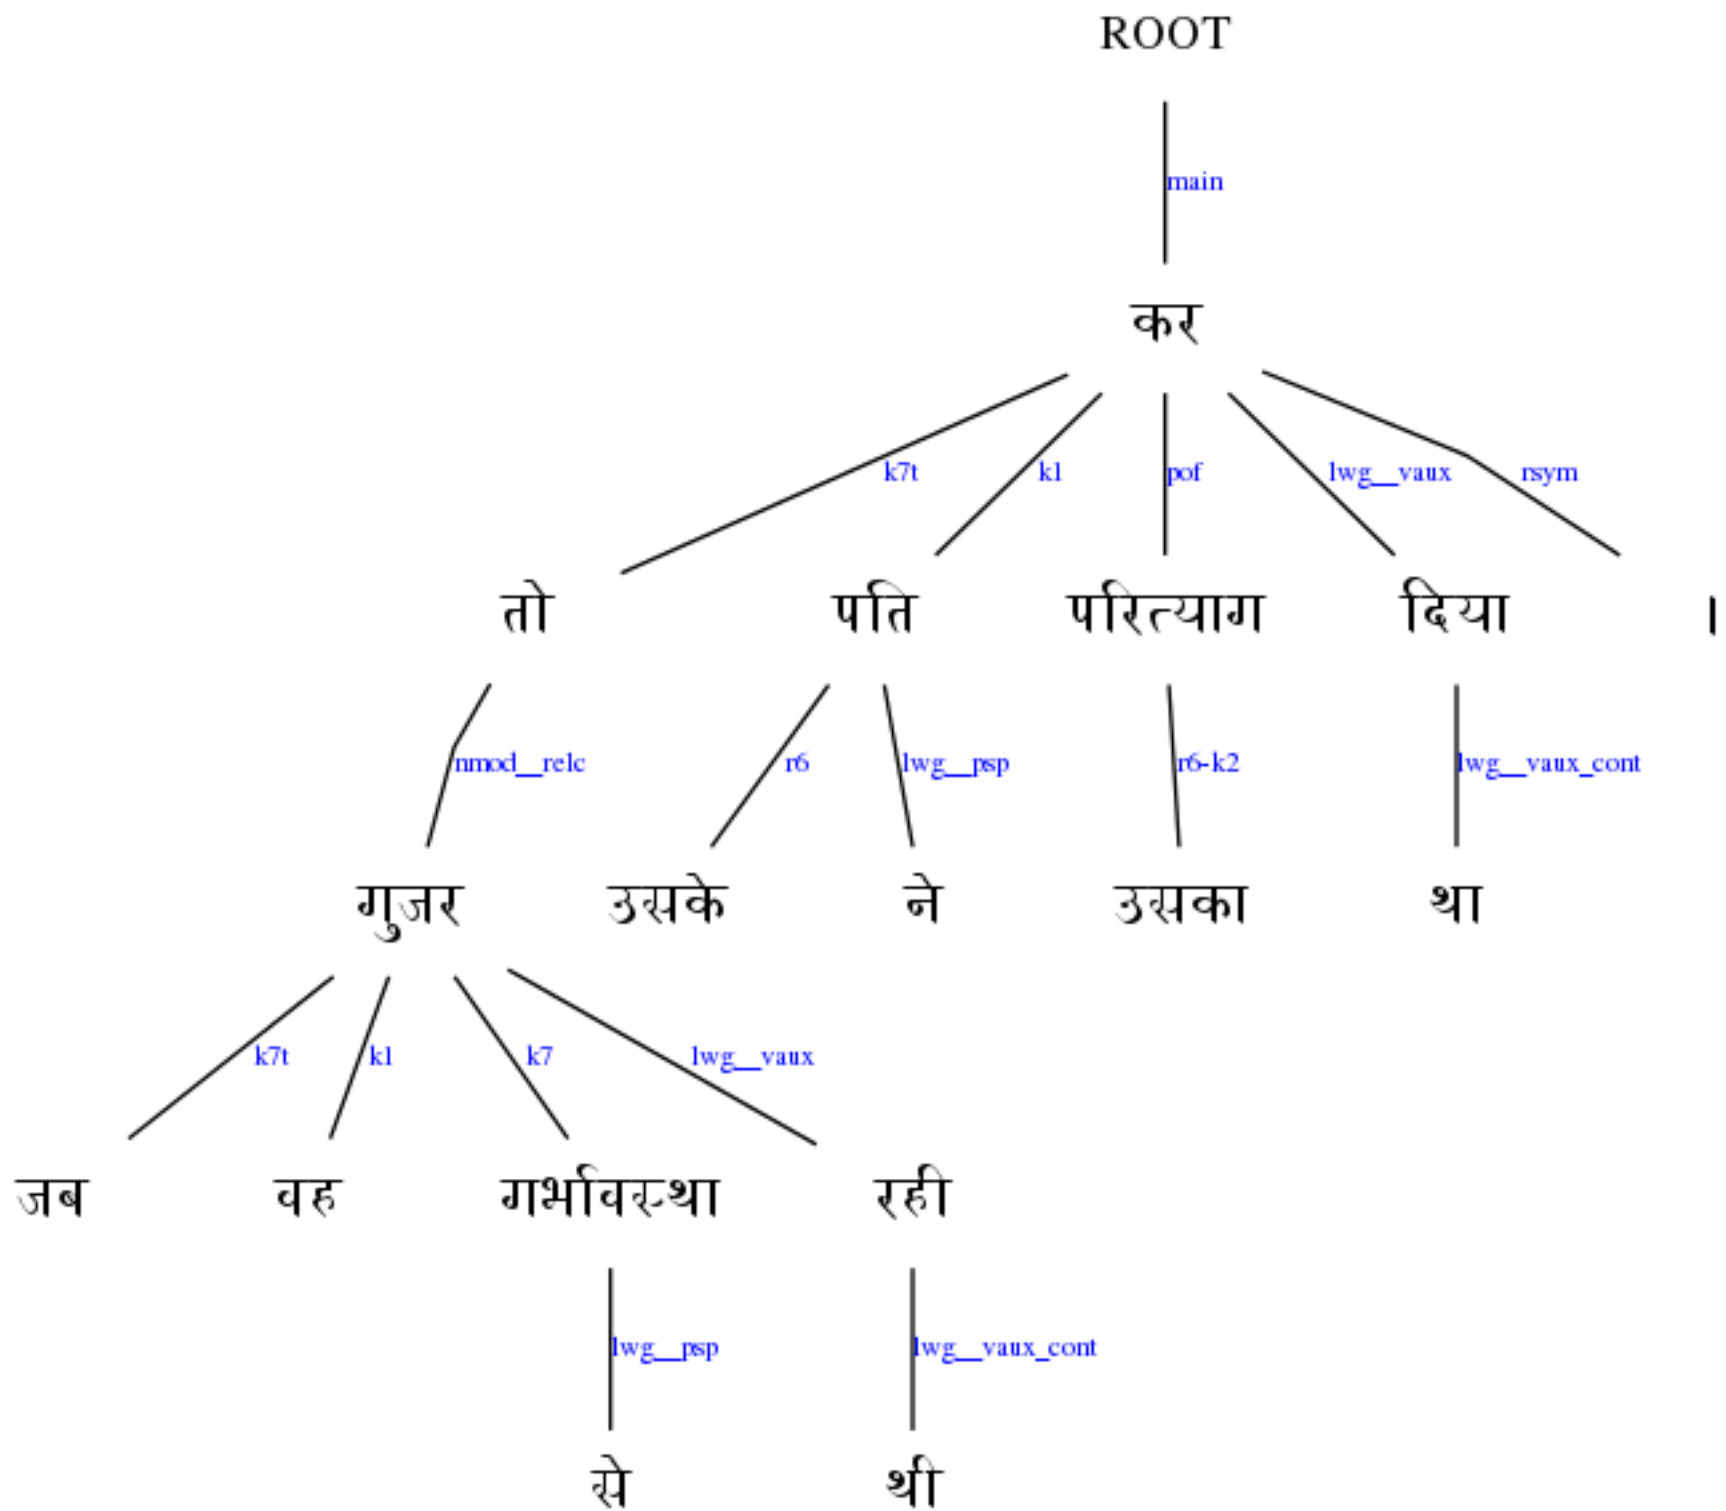 ROOT
main
कर
k7t k1 pof lwg__vaux rsym
तो पति परित्याग दिया ।
nmod__relc r6 lwg__psp r6-k2 lwg__vaux_cont
गुजर उसके ने उसका था
k7t k1 k7 lwg__vaux
जब वह गर्भावस्था रही
lwg__psp lwg__vaux_cont
से थी